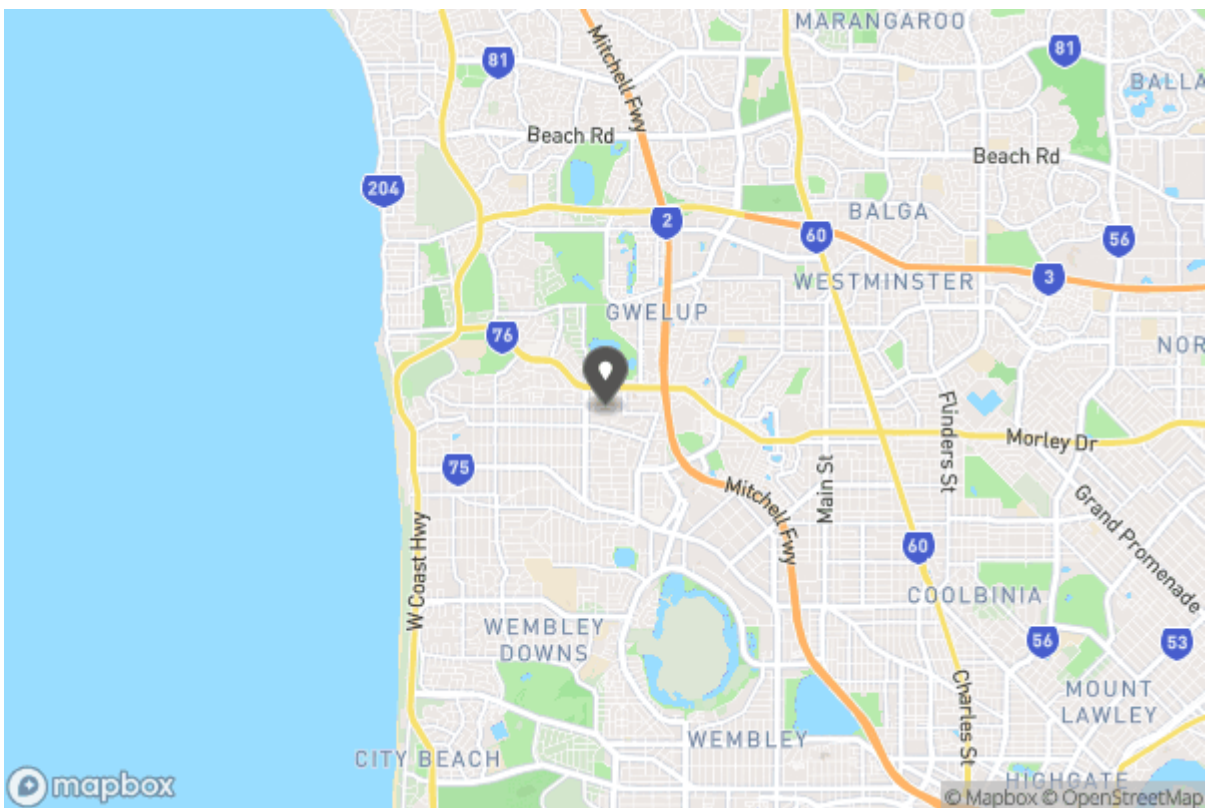 MARANGAROO
81
81
Mitchell Fwy
BALLA
Beach Rd
Beach Rd
204
BALGA
2
60
56
3
WESTMINSTER
GWELUP
76
NOR
Flinders St
Morley Dr
75
Main St
Mitchell Fwy
Grand Promenade
W Coast Hwy
60
COOLBINIA
WEMBLEY
DOWNS
56
53
MOUNT
LAWLEY
Charles St
WEMBLEY
CITY BEACH
HIGHGATE
mapbox
© Mapbox © OpenStreetMap